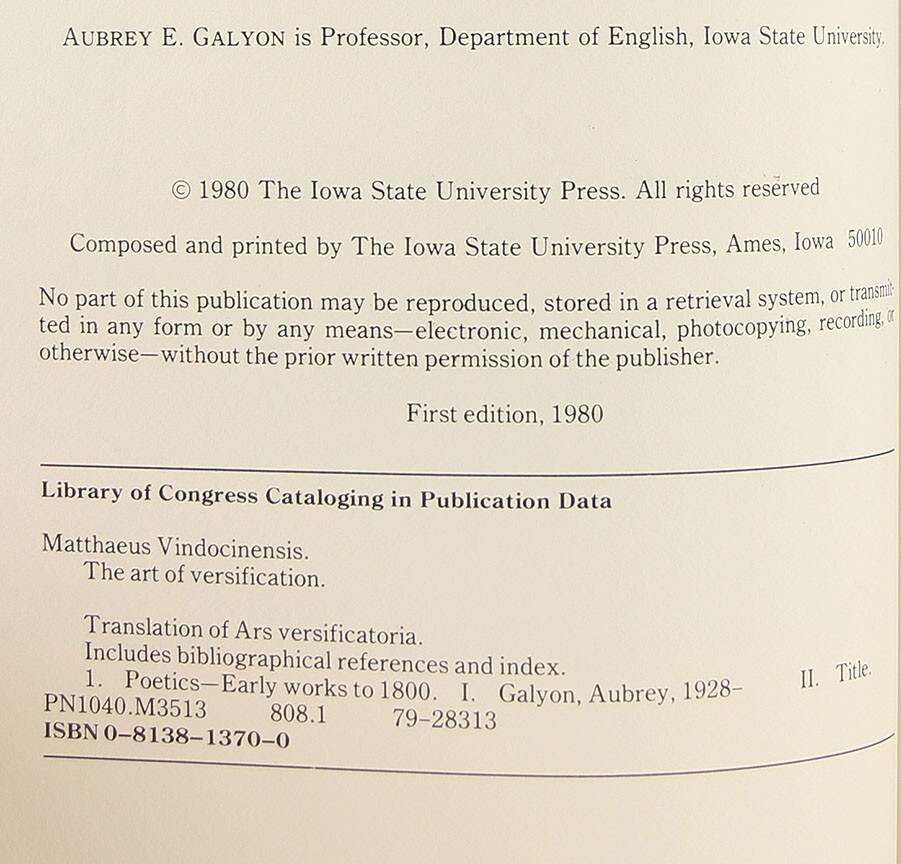 AUBREY E. GALYON is Professor, Department of English, Iowa State University.
© 1980 The Iowa State University Press. All rights reserved
Composed and printed by The Iowa State University Press, Ames, Iowa 50010
No part of this publication may be reproduced, stored in a retrieval system, or transmit-
ted in any form or by any means—electronic, mechanical, photocopying, recording, or
otherwise—without the prior written permission of the publisher.
First edition, 1980
Library of Congress Cataloging in Publication Data
Matthaeus Vindocinensis.
The art of versification.
Translation of Ars versificatoria.
Includes bibliographical references and index.
1. Poetics—Early works to 1800. I. Galyon, Aubrey, 1928– II. Title.
PN1040.M3513 808.1 79–28313
ISBN 0–8138–1370–0